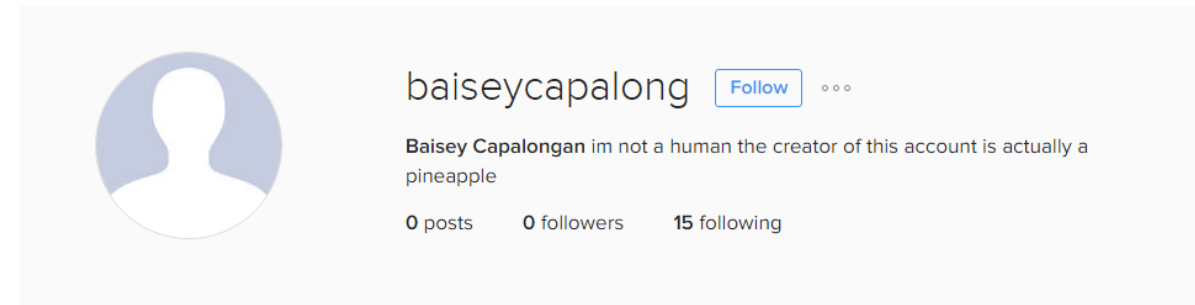 baiseycapalong Follow
Baisey Capalongan im not a human the creator of this account is actually a
pineapple
0 posts 0 followers 15 following